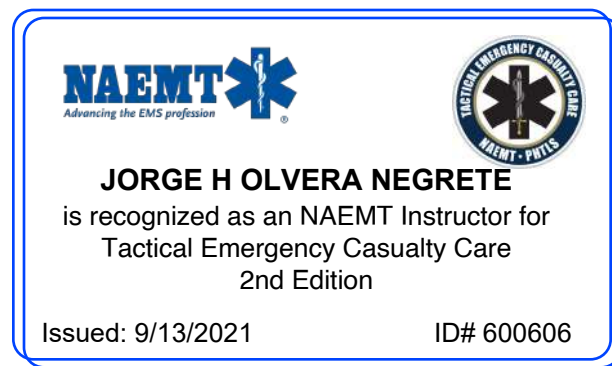 NAEMT
Advancing the EMS profession
®
TACTICAL EMERGENCY CASUALTY CARE
NAEMT · PHTLS
JORGE H OLVERA NEGRETE
is recognized as an NAEMT Instructor for
Tactical Emergency Casualty Care
2nd Edition
Issued: 9/13/2021 ID# 600606